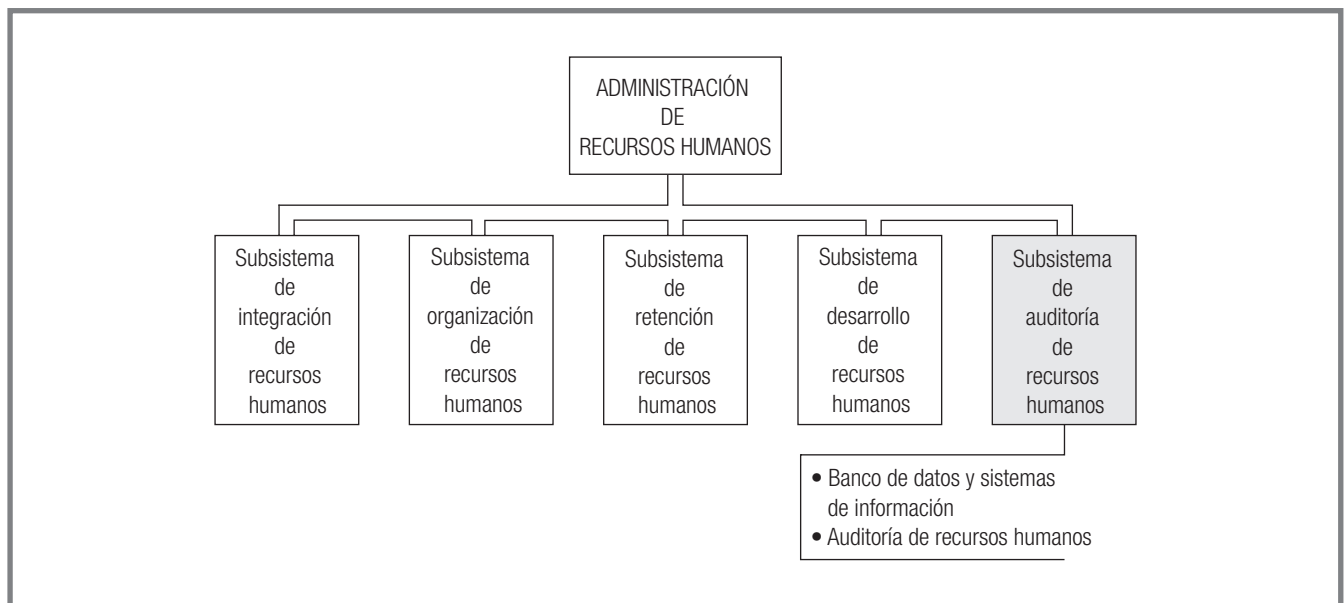 ADMINISTRACIÓN
DE
RECURSOS HUMANOS
Subsistema
de
integración
de
recursos
humanos
Subsistema
de
organización
de
recursos
humanos
Subsistema
de
retención
de
recursos
humanos
Subsistema
de
desarrollo
de
recursos
humanos
Subsistema
de
auditoría
de
recursos
humanos
• Banco de datos y sistemas
de información
• Auditoría de recursos humanos